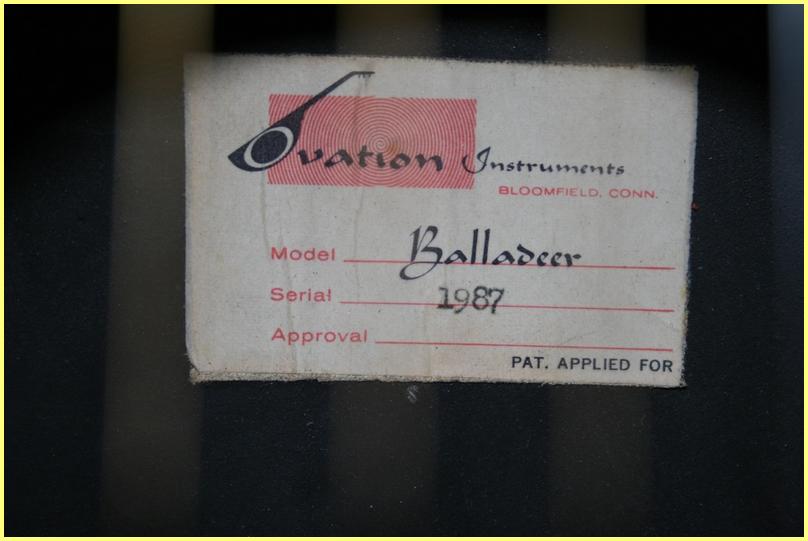 Ovation Instruments
BLOOMFIELD, CONN.
Model Balladeer
Serial 1987
Approval
PAT. APPLIED FOR